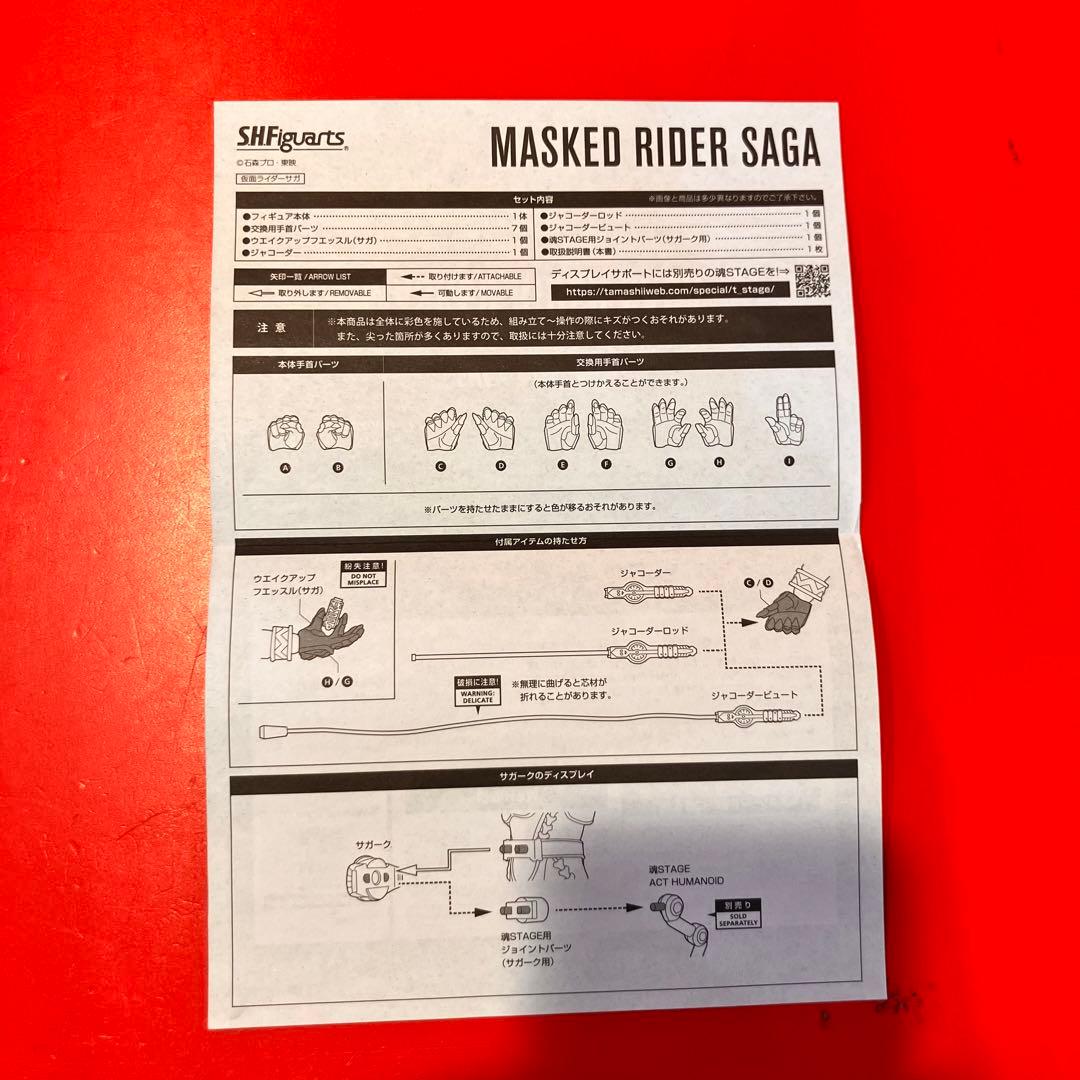 S.H.Figuarts®
MASKED RIDER SAGA
©石森プロ・東映
仮面ライダーサガ
セット内容
※画像と商品は多少異なりますのでご了承下さい。
●フィギュア本体 1体
●交換用手首パーツ 7個
●ウエイクアップフエッスル(サガ) 1個
●ジャコーダー 1個
●ジャコーダーロッド 1個
●ジャコーダービュート 1個
●魂STAGE用ジョイントパーツ(サガーク用) 1個
●取扱説明書(本書) 1枚
矢印一覧/ARROW LIST
取り付けます/ATTACHABLE
取り外します/REMOVABLE
可動します/MOVABLE
ディスプレイサポートには別売りの魂STAGEを!⇒
https://tamashiiweb.com/special/t_stage/
注意
※本商品は全体に彩色を施しているため、組み立て〜操作の際にキズがつくおそれがあります。
また、尖った箇所が多くありますので、取扱には十分注意してください。
本体手首パーツ
交換用手首パーツ
(本体手首とつけかえることができます。)
A B C D E F G H I
※パーツを持たせたままにすると色が移るおそれがあります。
付属アイテムの持たせ方
ウエイクアップ
フエッスル(サガ)
紛失注意!
DO NOT
MISPLACE
H / G
ジャコーダー
C / D
ジャコーダーロッド
破損に注意!
WARNING:
DELICATE
※無理に曲げると芯材が
折れることがあります。
ジャコーダービュート
サガークのディスプレイ
サガーク
魂STAGE
ACT HUMANOID
別売り
SOLD
SEPARATELY
魂STAGE用
ジョイントパーツ
(サガーク用)